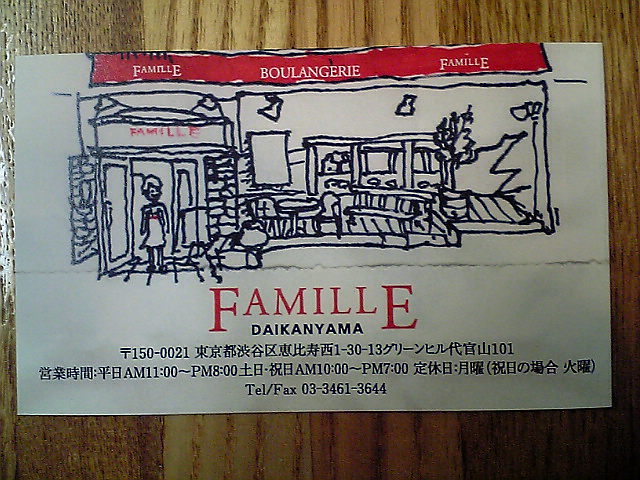 FAMILLE BOULANGERIE FAMILLE
FAMILLE
FAMILLE
DAIKANYAMA
〒150-0021 東京都渋谷区恵比寿西1-30-13グリーンヒル代官山101
営業時間:平日AM11:00〜PM8:00土日･祝日AM10:00〜PM7:00 定休日:月曜(祝日の場合 火曜)
Tel/Fax 03-3461-3644